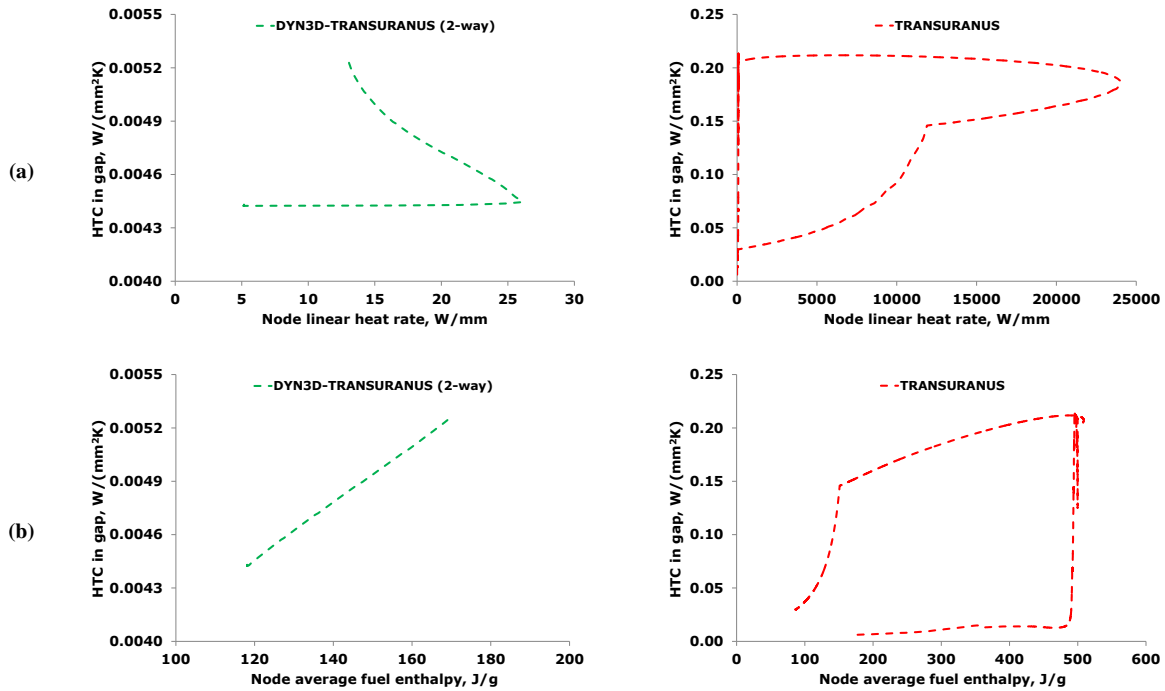 (a)
DYN3D-TRANSURANUS (2-way)
HTC in gap, W/(mm²K)
0.0055
0.0052
0.0049
0.0046
0.0043
0.0040
0 5 10 15 20 25 30
Node linear heat rate, W/mm
TRANSURANUS
HTC in gap, W/(mm²K)
0.25
0.20
0.15
0.10
0.05
0.00
0 5000 10000 15000 20000 25000
Node linear heat rate, W/mm
(b)
DYN3D-TRANSURANUS (2-way)
HTC in gap, W/(mm²K)
0.0055
0.0052
0.0049
0.0046
0.0043
0.0040
100 120 140 160 180 200
Node average fuel enthalpy, J/g
TRANSURANUS
HTC in gap, W/(mm²K)
0.25
0.20
0.15
0.10
0.05
0.00
0 100 200 300 400 500 600
Node average fuel enthalpy, J/g